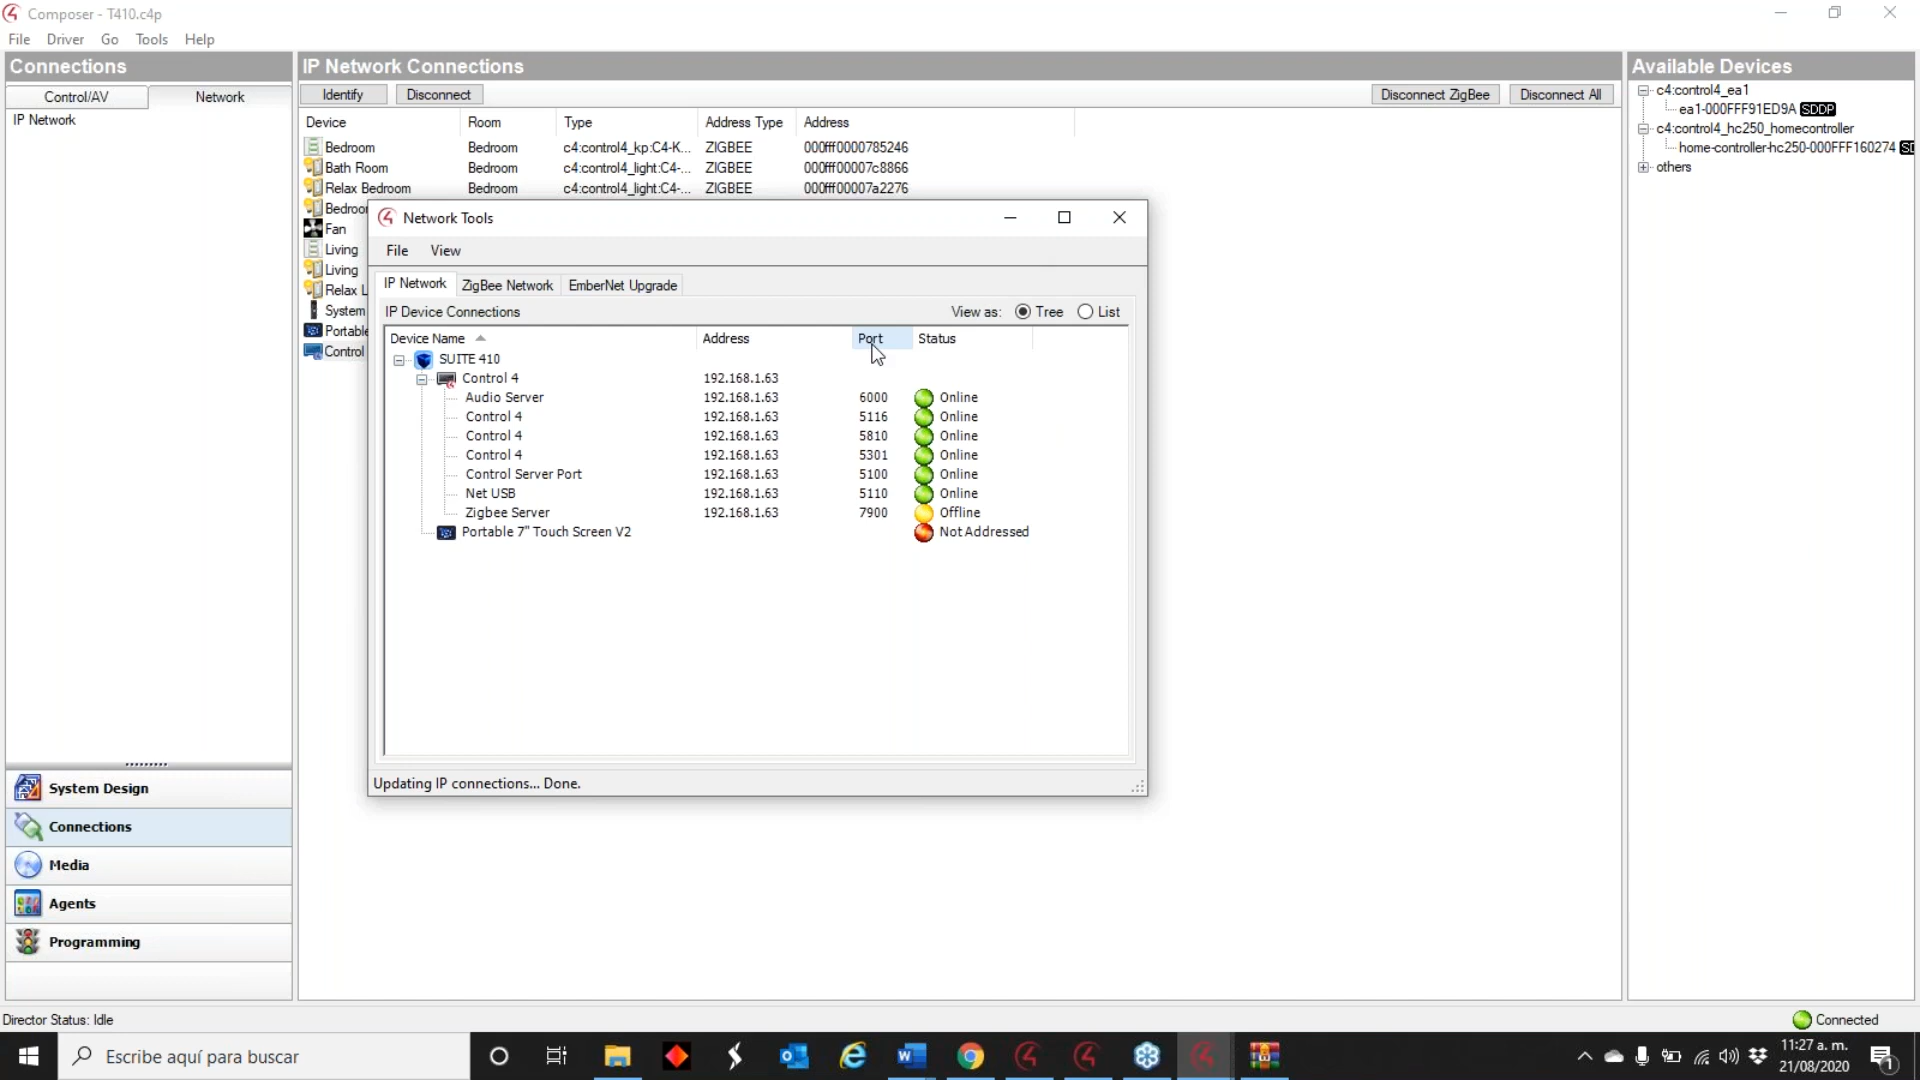 Composer - T410.c4p
File Driver Go Tools Help
Connections
Control/AV Network
IP Network
IP Network Connections
Identify Disconnect Disconnect ZigBee Disconnect All
Device Room Type Address Type Address
Bedroom Bedroom c4:control4_kp:C4-K... ZIGBEE 000fff0000785246
Bath Room Bedroom c4:control4_light:C4-... ZIGBEE 000fff00007c8866
Relax Bedroom Bedroom c4:control4_light:C4-... ZIGBEE 000fff00007a2276
Bedroo
Fan
Living
Living
Relax L
System
Portable
Control
Network Tools
File View
IP Network ZigBee Network EmberNet Upgrade
IP Device Connections View as: Tree List
Device Name Address Port Status
SUITE 410
Control 4 192.168.1.63
Audio Server 192.168.1.63 6000 Online
Control 4 192.168.1.63 5116 Online
Control 4 192.168.1.63 5810 Online
Control 4 192.168.1.63 5301 Online
Control Server Port 192.168.1.63 5100 Online
Net USB 192.168.1.63 5110 Online
Zigbee Server 192.168.1.63 7900 Offline
Portable 7" Touch Screen V2 Not Addressed
Updating IP connections... Done.
Available Devices
c4:control4_ea1
ea1-000FFF91ED9A SDDP
c4:control4_hc250_homecontroller
home-controller-hc250-000FFF160274 SD
others
System Design
Connections
Media
Agents
Programming
Director Status: Idle
Connected
Escribe aquí para buscar
11:27 a. m.
21/08/2020
1